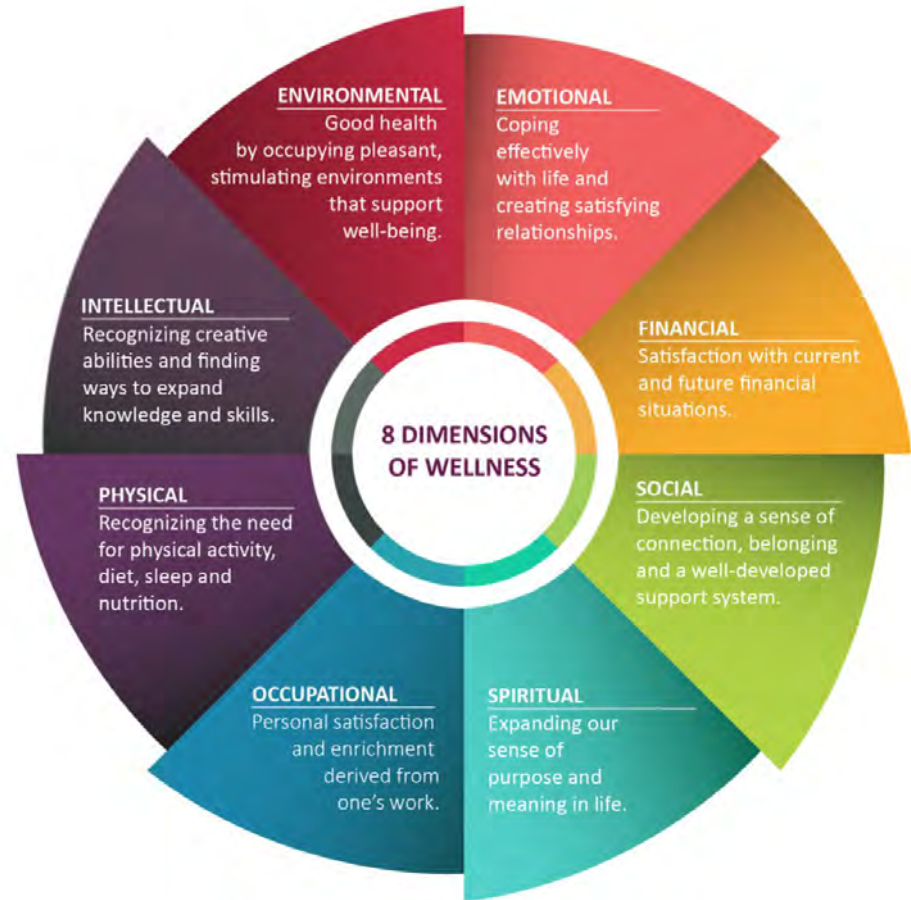 ENVIRONMENTAL
Good health
by occupying pleasant,
stimulating environments
that support
well-being.
EMOTIONAL
Coping
effectively
with life and
creating satisfying
relationships.
INTELLECTUAL
Recognizing creative
abilities and finding
ways to expand
knowledge and skills.
FINANCIAL
Satisfaction with current
and future financial
situations.
8 DIMENSIONS
OF WELLNESS
PHYSICAL
Recognizing the need
for physical activity,
diet, sleep and
nutrition.
SOCIAL
Developing a sense of
connection, belonging
and a well-developed
support system.
OCCUPATIONAL
Personal satisfaction
and enrichment
derived from
one's work.
SPIRITUAL
Expanding our
sense of
purpose and
meaning in life.